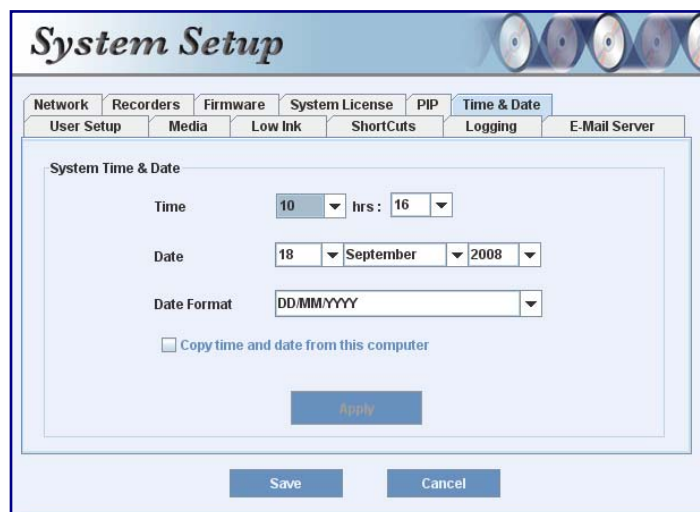 System Setup
Network Recorders Firmware System License PIP Time & Date
User Setup Media Low Ink ShortCuts Logging E-Mail Server
System Time & Date
Time 10 hrs : 16
Date 18 September 2008
Date Format DD/MM/YYYY
Copy time and date from this computer
Apply
Save Cancel